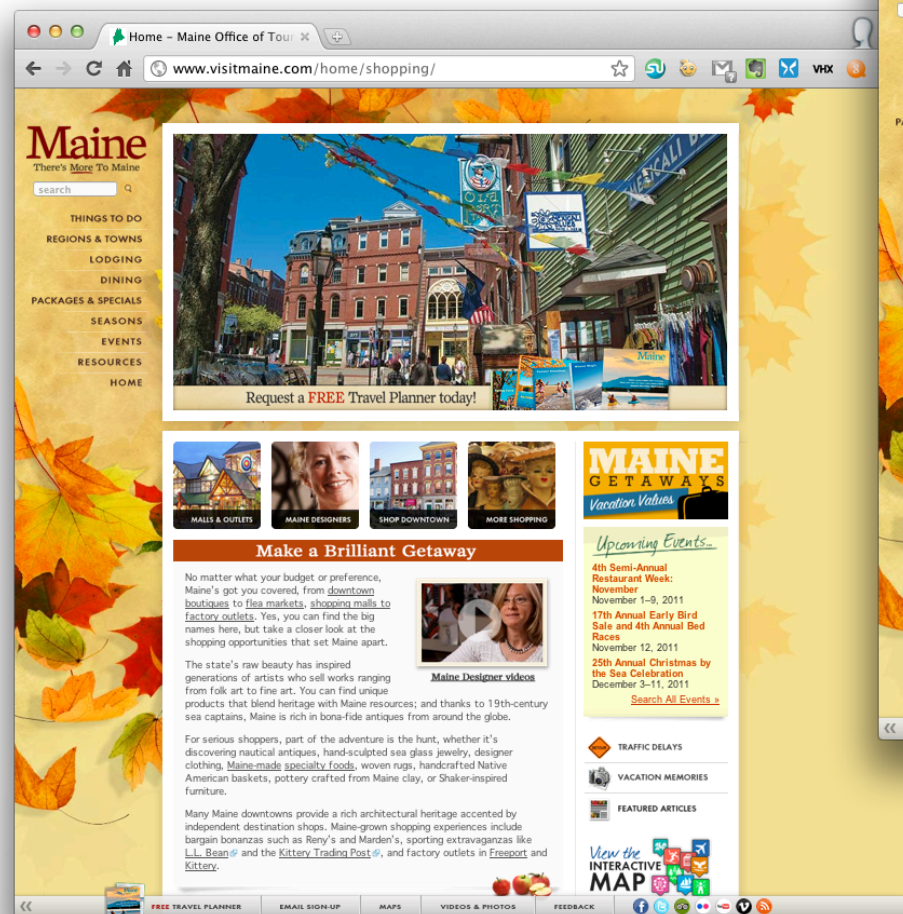 Home – Maine Office of Tour
www.visitmaine.com/home/shopping/
VHX
Maine
There's More To Maine
search
THINGS TO DO
REGIONS & TOWNS
LODGING
DINING
PACKAGES & SPECIALS
SEASONS
EVENTS
RESOURCES
HOME
Maine
Request a FREE Travel Planner today!
MALLS & OUTLETS
MAINE DESIGNERS
SHOP DOWNTOWN
MORE SHOPPING
Make a Brilliant Getaway
No matter what your budget or preference,
Maine's got you covered, from downtown
boutiques to flea markets, shopping malls to
factory outlets. Yes, you can find the big
names here, but take a closer look at the
shopping opportunities that set Maine apart.
Maine Designer videos
The state's raw beauty has inspired
generations of artists who sell works ranging
from folk art to fine art. You can find unique
products that blend heritage with Maine resources; and thanks to 19th-century
sea captains, Maine is rich in bona-fide antiques from around the globe.
For serious shoppers, part of the adventure is the hunt, whether it's
discovering nautical antiques, hand-sculpted sea glass jewelry, designer
clothing, Maine-made specialty foods, woven rugs, handcrafted Native
American baskets, pottery crafted from Maine clay, or Shaker-inspired
furniture.
Many Maine downtowns provide a rich architectural heritage accented by
independent destination shops. Maine-grown shopping experiences include
bargain bonanzas such as Reny's and Marden's, sporting extravaganzas like
L.L. Bean and the Kittery Trading Post, and factory outlets in Freeport and
Kittery.
MAINE
GETAWAYS
Vacation Values
Upcoming Events...
4th Semi-Annual
Restaurant Week:
November
November 1–9, 2011
17th Annual Early Bird
Sale and 4th Annual Bed
Races
November 12, 2011
25th Annual Christmas by
the Sea Celebration
December 3–11, 2011
Search All Events »
TRAFFIC DELAYS
VACATION MEMORIES
FEATURED ARTICLES
View the
INTERACTIVE
MAP
FREE TRAVEL PLANNER
EMAIL SIGN-UP
MAPS
VIDEOS & PHOTOS
FEEDBACK